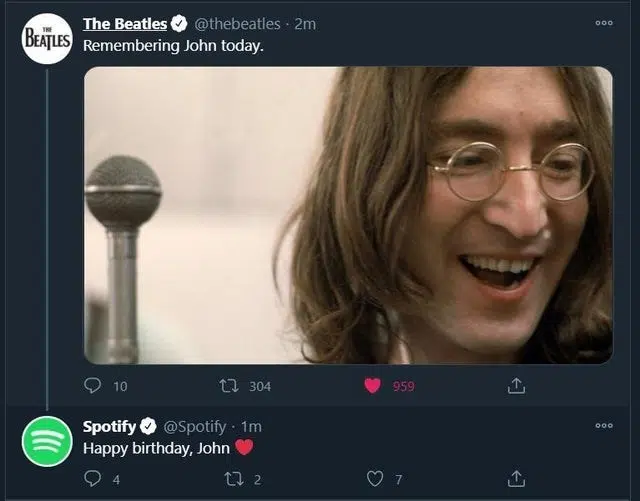 THE BEATLES
The Beatles @thebeatles · 2m
Remembering John today.
10 304 959
Spotify @Spotify · 1m
Happy birthday, John ❤️
4 2 7